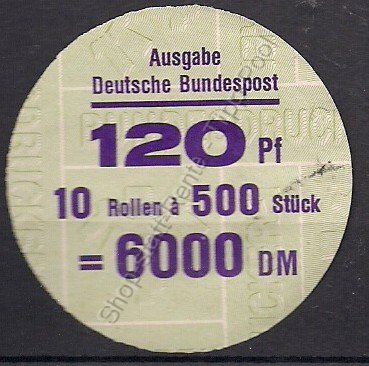 Ausgabe
Deutsche Bundespost
120 Pf
10 Rollen à 500 Stück
= 6000 DM